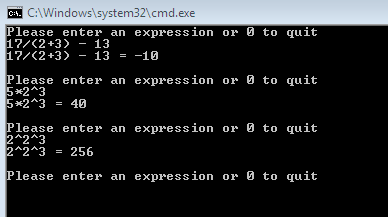 C:\Windows\system32\cmd.exe
Please enter an expression or 0 to quit
17/(2+3) - 13
17/(2+3) - 13 = -10
Please enter an expression or 0 to quit
5*2^3
5*2^3 = 40
Please enter an expression or 0 to quit
2^2^3
2^2^3 = 256
Please enter an expression or 0 to quit